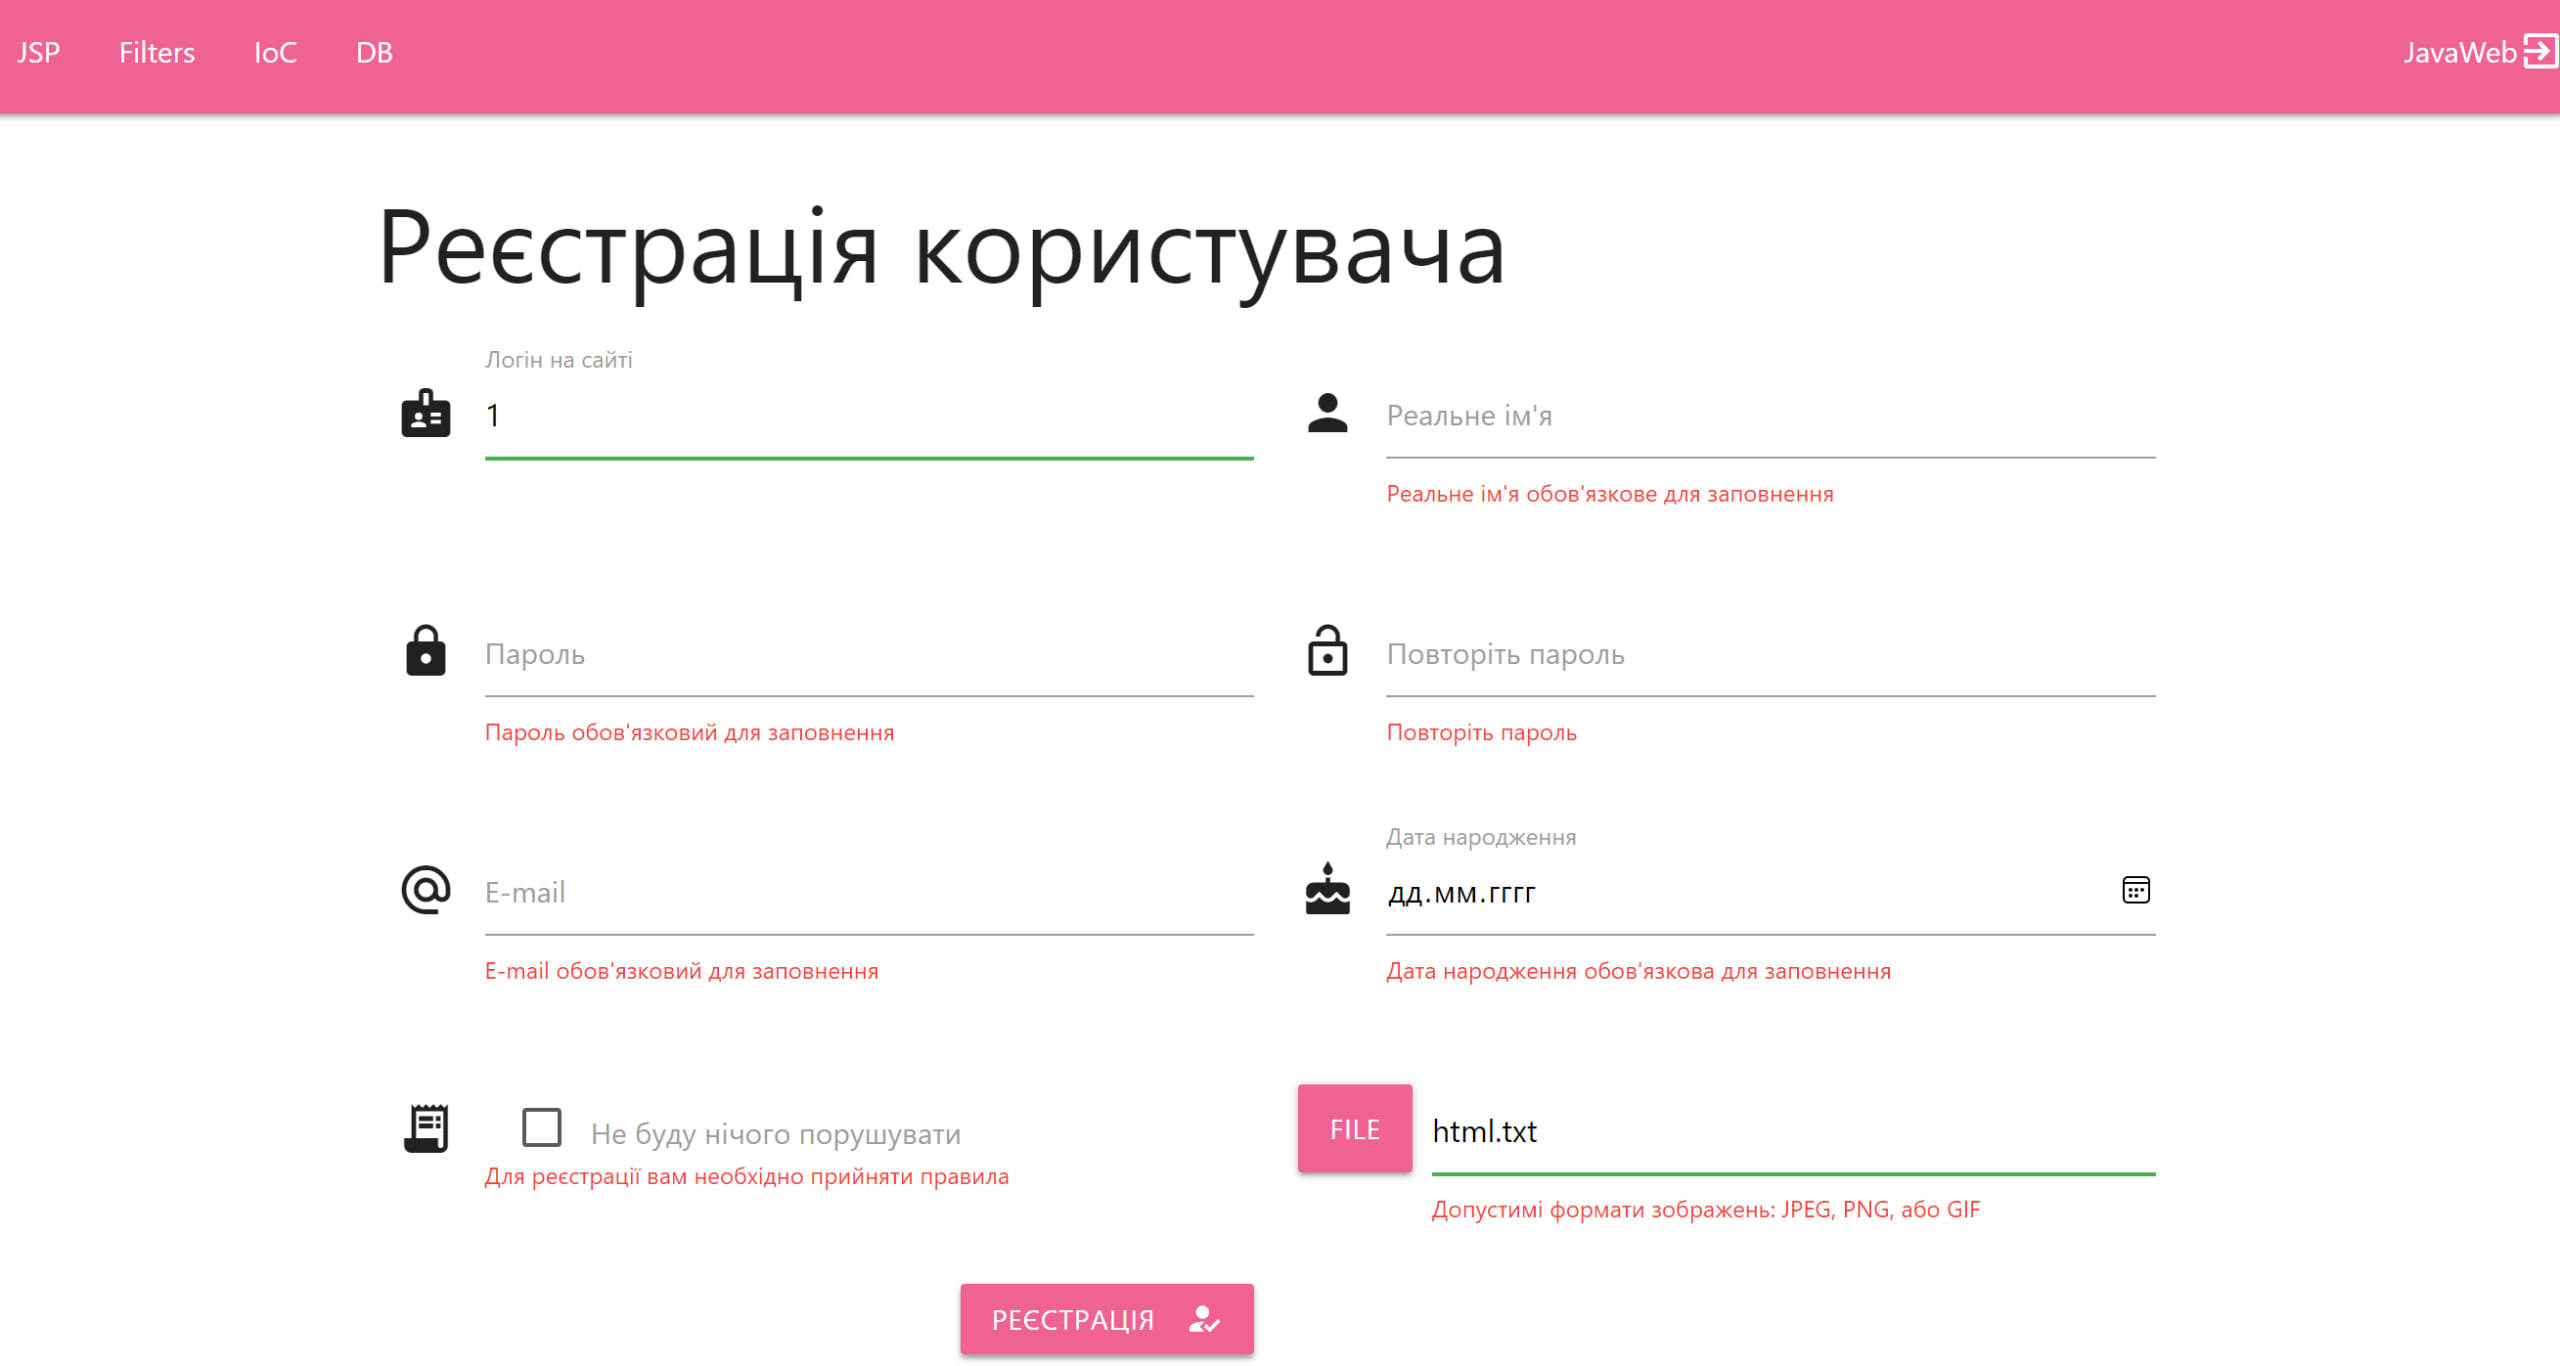 JSP Filters IoC DB JavaWeb
Реєстрація користувача
Логін на сайті
1
Реальне ім'я
Реальне ім'я обов'язкове для заповнення
Пароль
Пароль обов'язковий для заповнення
Повторіть пароль
Повторіть пароль
E-mail
E-mail обов'язковий для заповнення
Дата народження
дд.мм.гггг
Дата народження обов'язкова для заповнення
Не буду нічого порушувати
Для реєстрації вам необхідно прийняти правила
FILE html.txt
Допустимі формати зображень: JPEG, PNG, або GIF
РЕЄСТРАЦІЯ